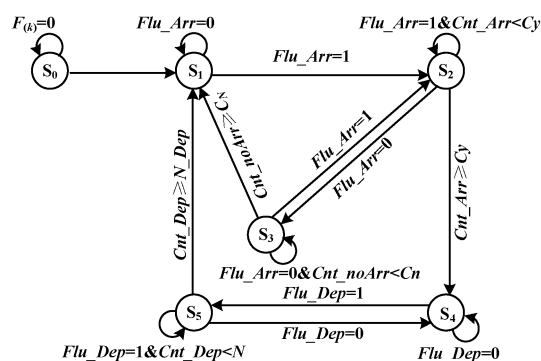 F(k)=0
Flu_Arr=0
Flu_Arr=1&Cnt_Arr<Cy
S0
S1
Flu_Arr=1
S2
Cnt_noArr≥CN
Flu_Arr=1
Flu_Arr=0
Cnt_Dep≥N_Dep
Cnt_Arr≥Cy
S3
Flu_Arr=0&Cnt_noArr<Cn
Flu_Dep=1
S5
S4
Flu_Dep=0
Flu_Dep=1&Cnt_Dep<N
Flu_Dep=0